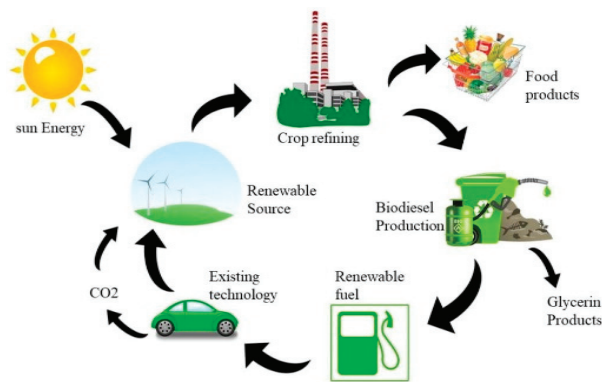 sun Energy
Crop refining
Food
products
Renewable
Source
Biodiesel
Production
Glycerin
Products
Renewable
fuel
Existing
technology
CO2